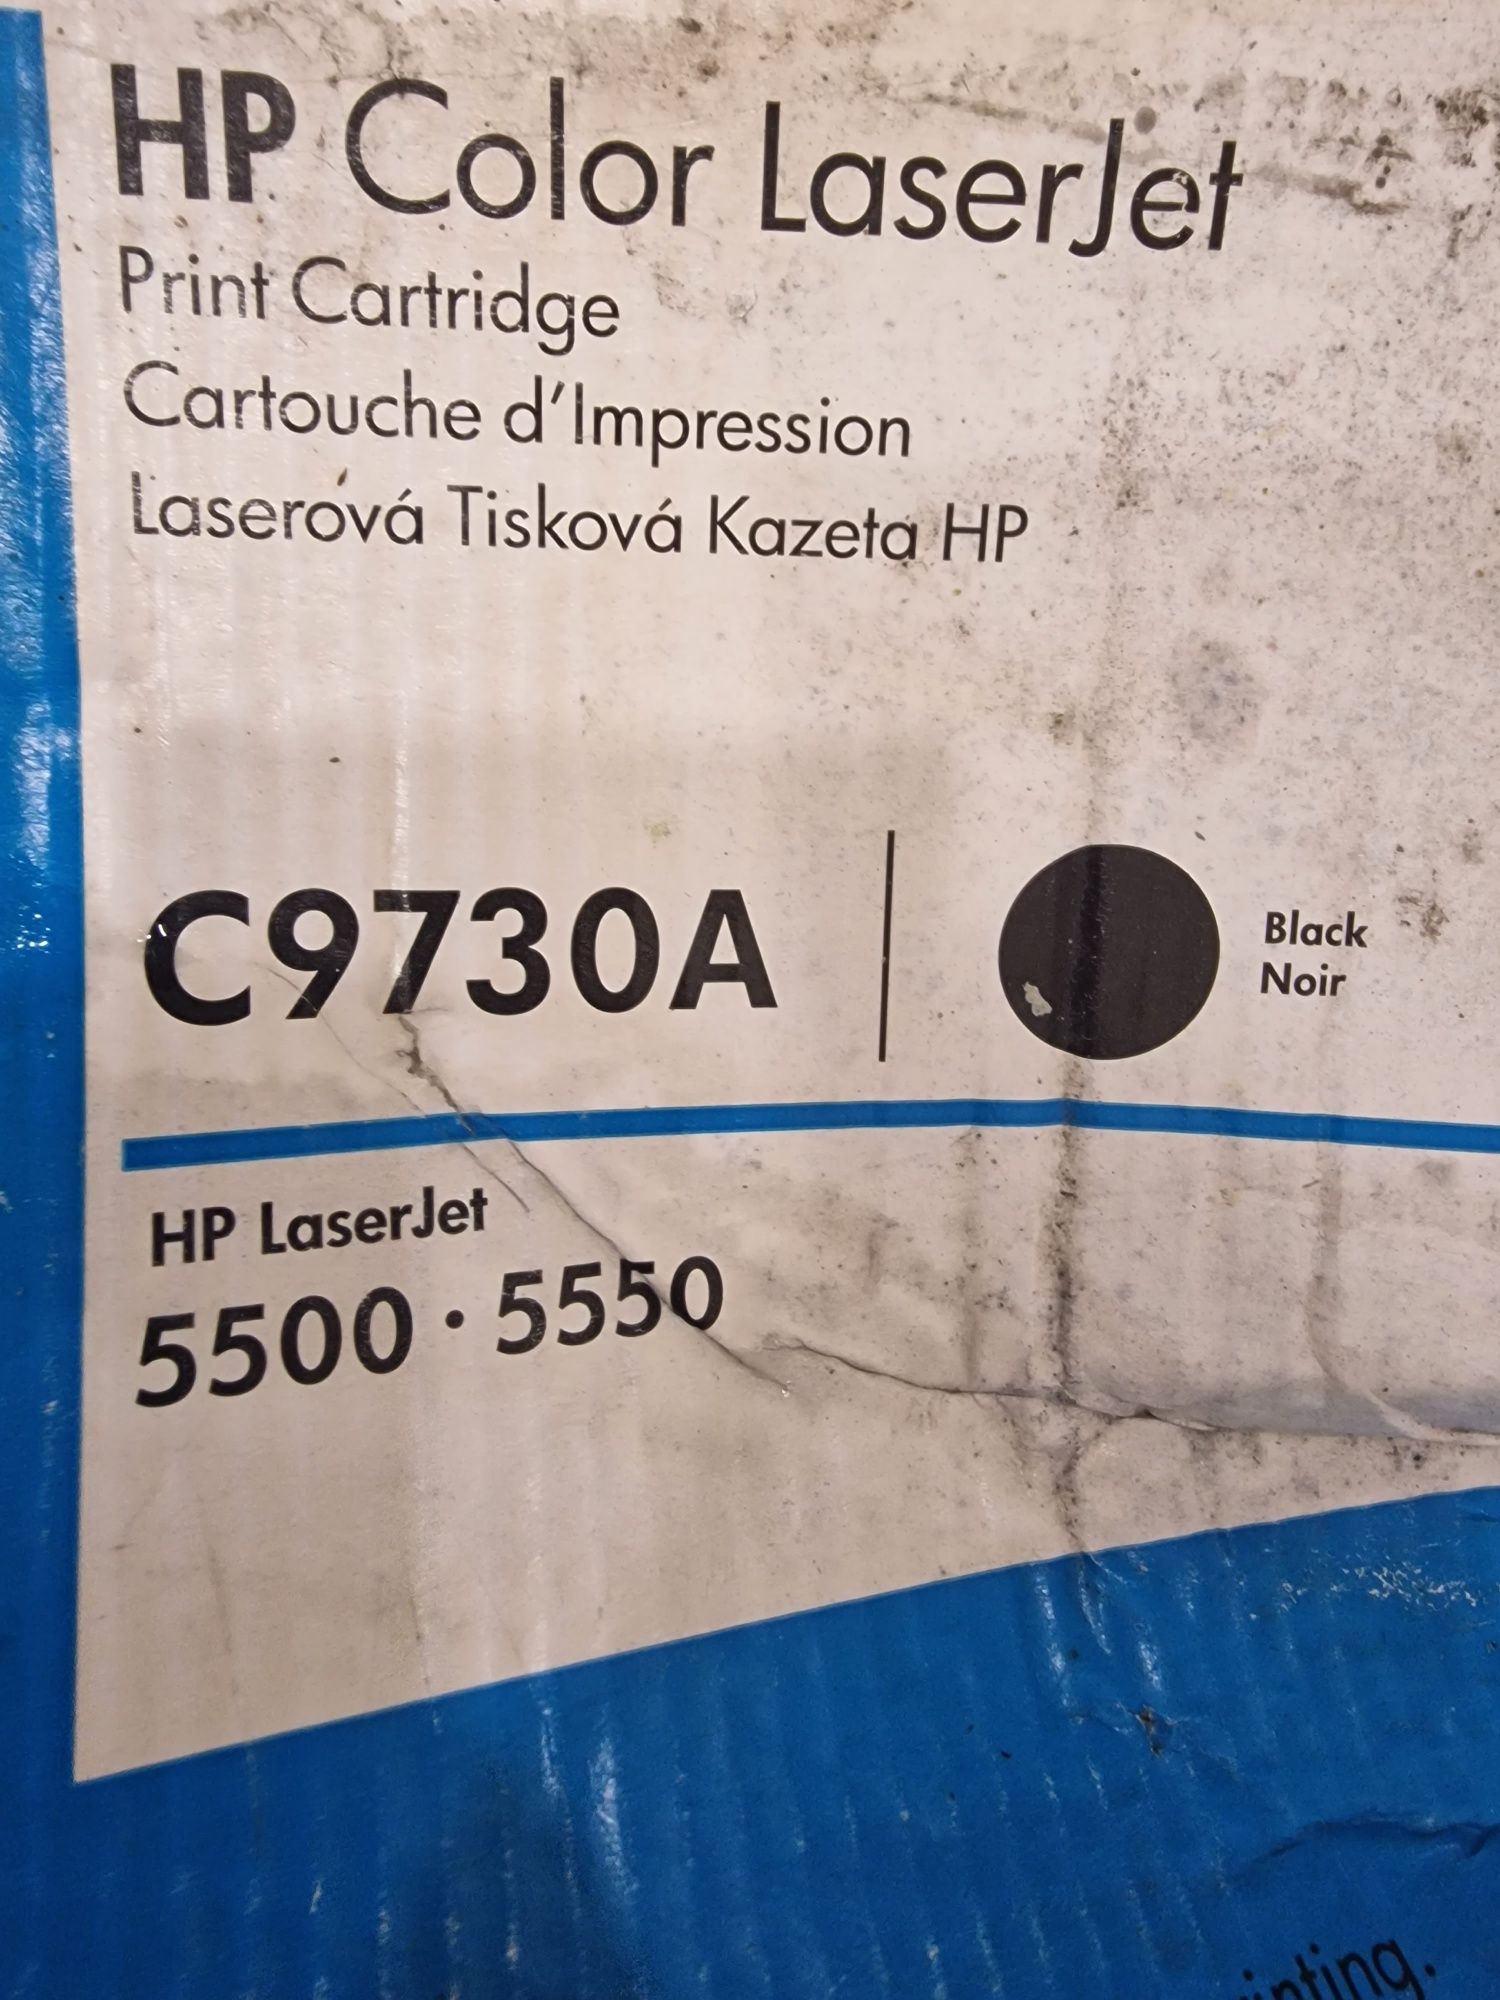 HP Color LaserJet
Print Cartridge
Cartouche d'Impression
Laserová Tisková Kazeta HP
C9730A
Black
Noir
HP LaserJet
5500 • 5550